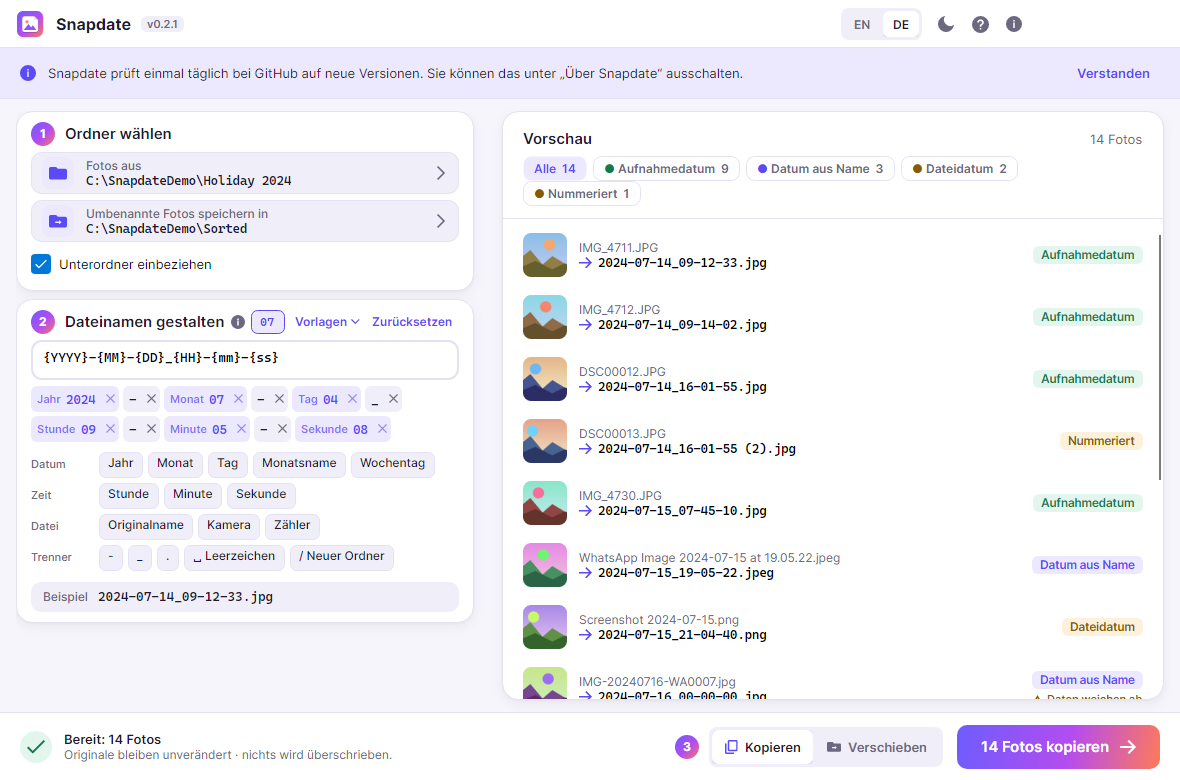 Snapdate v0.2.1
EN DE
Snapdate prüft einmal täglich bei GitHub auf neue Versionen. Sie können das unter „Über Snapdate“ ausschalten. Verstanden
1 Ordner wählen
Fotos aus
C:\SnapdateDemo\Holiday 2024
Umbenannte Fotos speichern in
C:\SnapdateDemo\Sorted
Unterordner einbeziehen
2 Dateinamen gestalten 07 Vorlagen Zurücksetzen
{YYYY}-{MM}-{DD}_{HH}-{mm}-{ss}
Jahr 2024 × - × Monat 07 × - × Tag 04 × _ ×
Stunde 09 × - × Minute 05 × - × Sekunde 08 ×
Datum Jahr Monat Tag Monatsname Wochentag
Zeit Stunde Minute Sekunde
Datei Originalname Kamera Zähler
Trenner - _ . ␣ Leerzeichen / Neuer Ordner
Beispiel 2024-07-14_09-12-33.jpg
Vorschau 14 Fotos
Alle 14 Aufnahmedatum 9 Datum aus Name 3 Dateidatum 2
Nummeriert 1
IMG_4711.JPG
→ 2024-07-14_09-12-33.jpg Aufnahmedatum
IMG_4712.JPG
→ 2024-07-14_09-14-02.jpg Aufnahmedatum
DSC00012.JPG
→ 2024-07-14_16-01-55.jpg Aufnahmedatum
DSC00013.JPG
→ 2024-07-14_16-01-55 (2).jpg Nummeriert
IMG_4730.JPG
→ 2024-07-15_07-45-10.jpg Aufnahmedatum
WhatsApp Image 2024-07-15 at 19.05.22.jpeg
→ 2024-07-15_19-05-22.jpeg Datum aus Name
Screenshot 2024-07-15.png
→ 2024-07-15_21-04-40.png Dateidatum
IMG-20240716-WA0007.jpg Datum aus Name
→ 2024-07-16_00-00-00.jpg Daten weichen ab
Bereit: 14 Fotos
Originale bleiben unverändert · nichts wird überschrieben.
3 Kopieren Verschieben 14 Fotos kopieren →